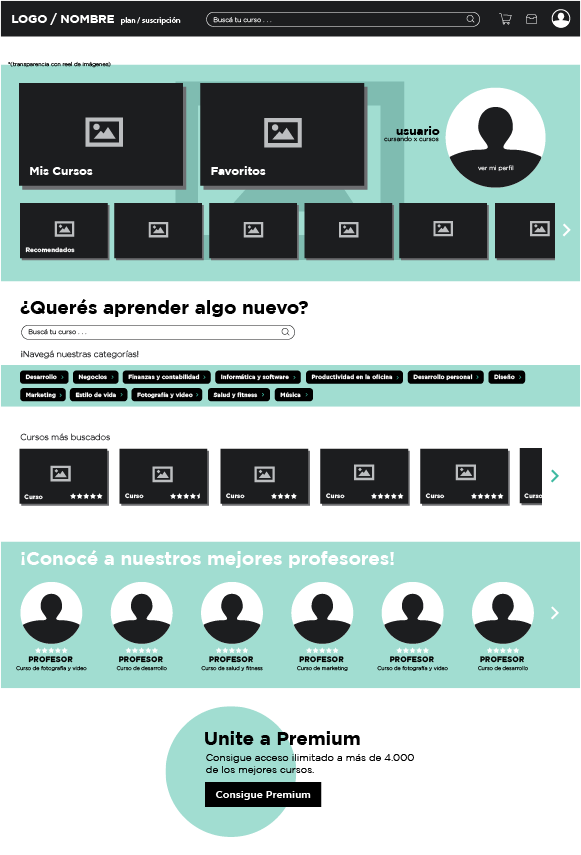 LOGO / NOMBRE plan / suscripción
Buscá tu curso . . .
*(transparencia con reel de imágenes)
Mis Cursos
Favoritos
usuario
cursando x cursos
ver mi perfil
Recomendados
¿Querés aprender algo nuevo?
Buscá tu curso . . .
¡Navegá nuestras categorías!
Desarrollo › Negocios › Finanzas y contabilidad › Informática y software › Productividad en la oficina › Desarrollo personal › Diseño ›
Marketing › Estilo de vida › Fotografía y video › Salud y fitness › Música ›
Cursos más buscados
Curso Curso Curso Curso Curso Curso
¡Conocé a nuestros mejores profesores!
PROFESOR PROFESOR PROFESOR PROFESOR PROFESOR PROFESOR
Curso de fotografía y video Curso de desarrollo Curso de salud y fitness Curso de marketing Curso de fotografía y video Curso de desarrollo
Unite a Premium
Consigue acceso ilimitado a más de 4.000
de los mejores cursos.
Consigue Premium